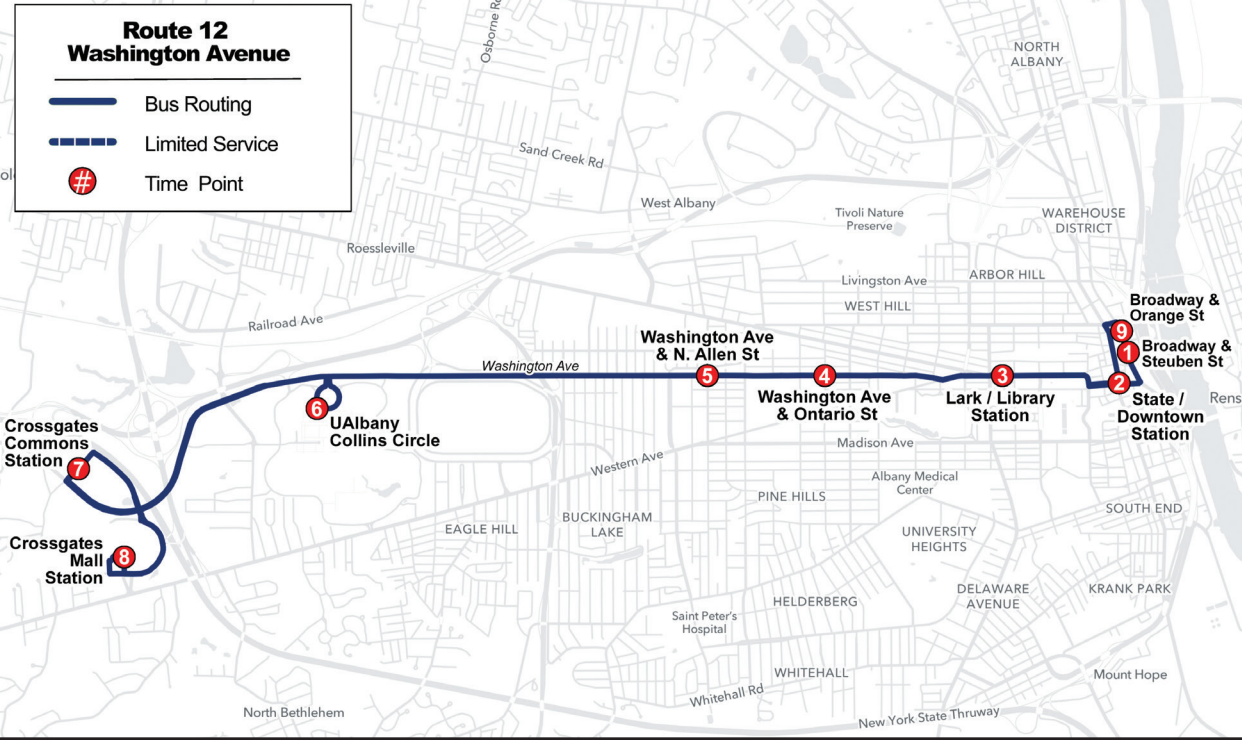 Route 12
Washington Avenue
Bus Routing
Limited Service
#
Time Point
Osborne Rd
NORTH
ALBANY
Sand Creek Rd
West Albany
Tivoli Nature
Preserve
WAREHOUSE
DISTRICT
Roessleville
Livingston Ave
ARBOR HILL
WEST HILL
Railroad Ave
Broadway &
Orange St
9
1
Broadway &
Steuben St
Washington Ave
& N. Allen St
Washington Ave
5
4
3
2
Washington Ave
& Ontario St
Lark / Library
Station
State /
Downtown
Station
6
UAlbany
Collins Circle
Crossgates
Commons
Station
7
Madison Ave
Western Ave
Albany Medical
Center
PINE HILLS
SOUTH END
EAGLE HILL
BUCKINGHAM
LAKE
UNIVERSITY
HEIGHTS
Crossgates
Mall
Station
8
DELAWARE
AVENUE
KRANK PARK
HELDERBERG
Saint Peter's
Hospital
WHITEHALL
Mount Hope
Whitehall Rd
North Bethlehem
New York State Thruway